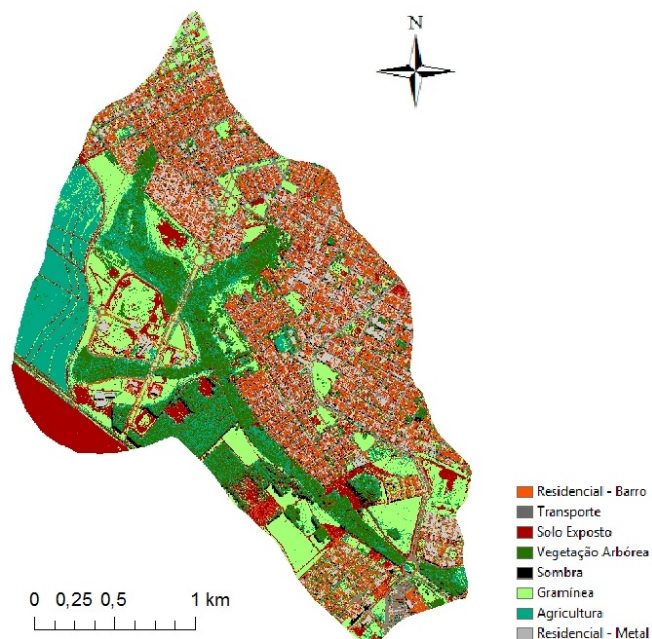 N
Residencial - Barro
Transporte
Solo Exposto
Vegetação Arbórea
Sombra
Gramínea
Agricultura
Residencial - Metal
0 0,25 0,5 1 km